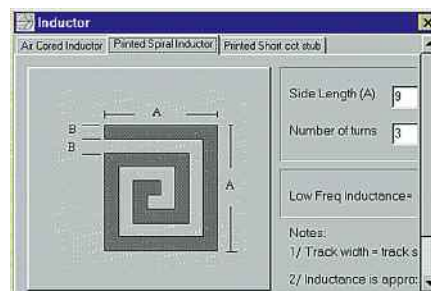 Inductor
Air Cored Inductor Printed Spiral Inductor Printed Short cct stub
A
B
B
A
Side Length (A) 9
Number of turns 3
Low Freq Inductance=
Notes:
1/ Track width = track s
2/ Inductance is appro